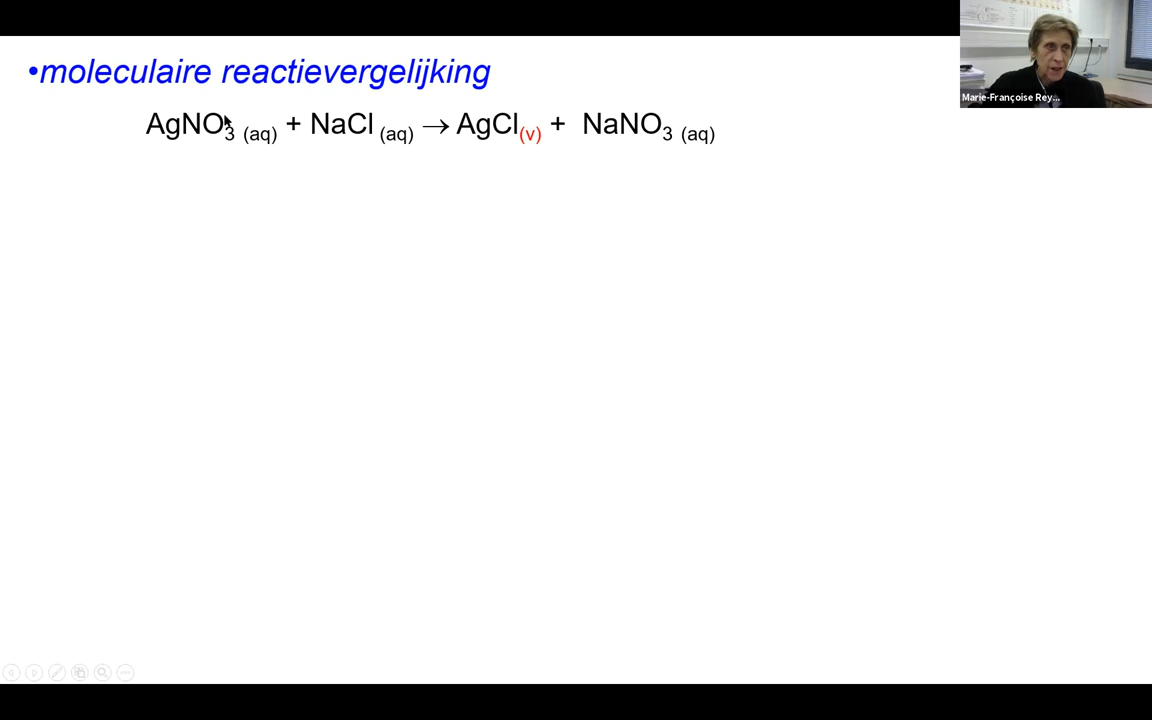 •moleculaire reactievergelijking
AgNO3 (aq) + NaCl (aq) → AgCl(v) + NaNO3 (aq)
Marie-Françoise Rey...